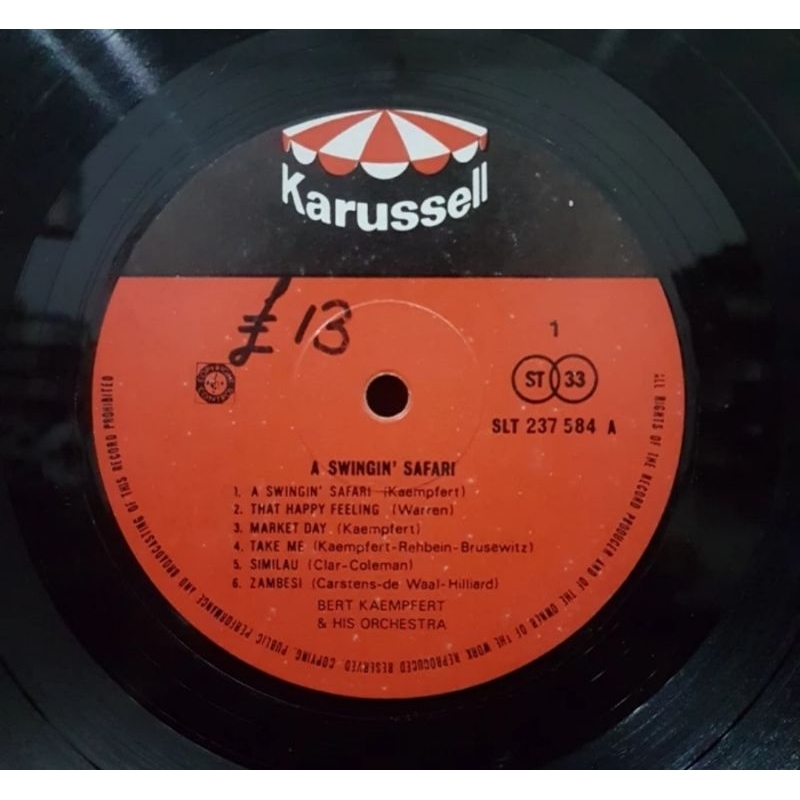 Karussell
£ 13
1
ST 33
SLT 237 584 A
A SWINGIN' SAFARI
1. A SWINGIN' SAFARI (Kaempfert)
2. THAT HAPPY FEELING (Warren)
3. MARKET DAY (Kaempfert)
4. TAKE ME (Kaempfert-Rehbein-Brusewitz)
5. SIMILAU (Clar-Coleman)
6. ZAMBESI (Carstens-de Waal-Hilliard)
BERT KAEMPFERT
& HIS ORCHESTRA
ALL RIGHTS OF THE RECORD PRODUCER AND OF THE OWNER OF THE WORK REPRODUCED RESERVED COPYING, PUBLIC PERFORMANCE AND BROADCASTING OF THIS RECORD PROHIBITED